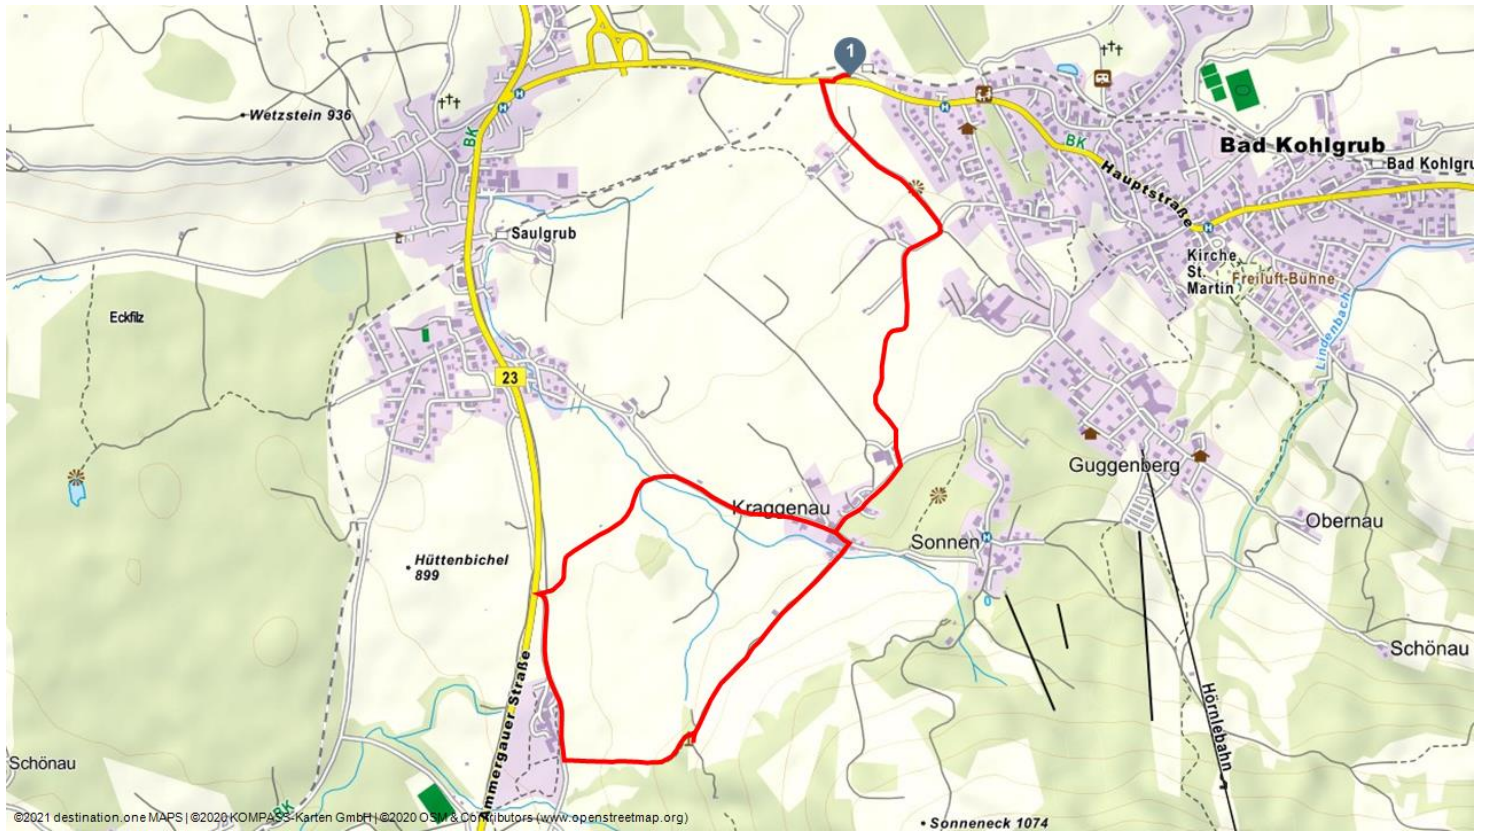 1
Wetzstein 936
BK
BK
Bad Kohlgrub
Bad Kohlgru
Hauptstraße
Saulgrub
Kirche
St.
Martin
Freiluft-Bühne
Eckfilz
Lindenbach
23
Guggenberg
Kraggenau
Obernau
Sonnen
Hüttenbichel
899
Schönau
Ammergauer Straße
Hörnlebahn
Schönau
BK
©2021 destination.one MAPS | ©2020 KOMPASS-Karten GmbH | ©2020 OSM & Contributors (www.openstreetmap.org)
Sonneneck 1074
H
H
H
H
H